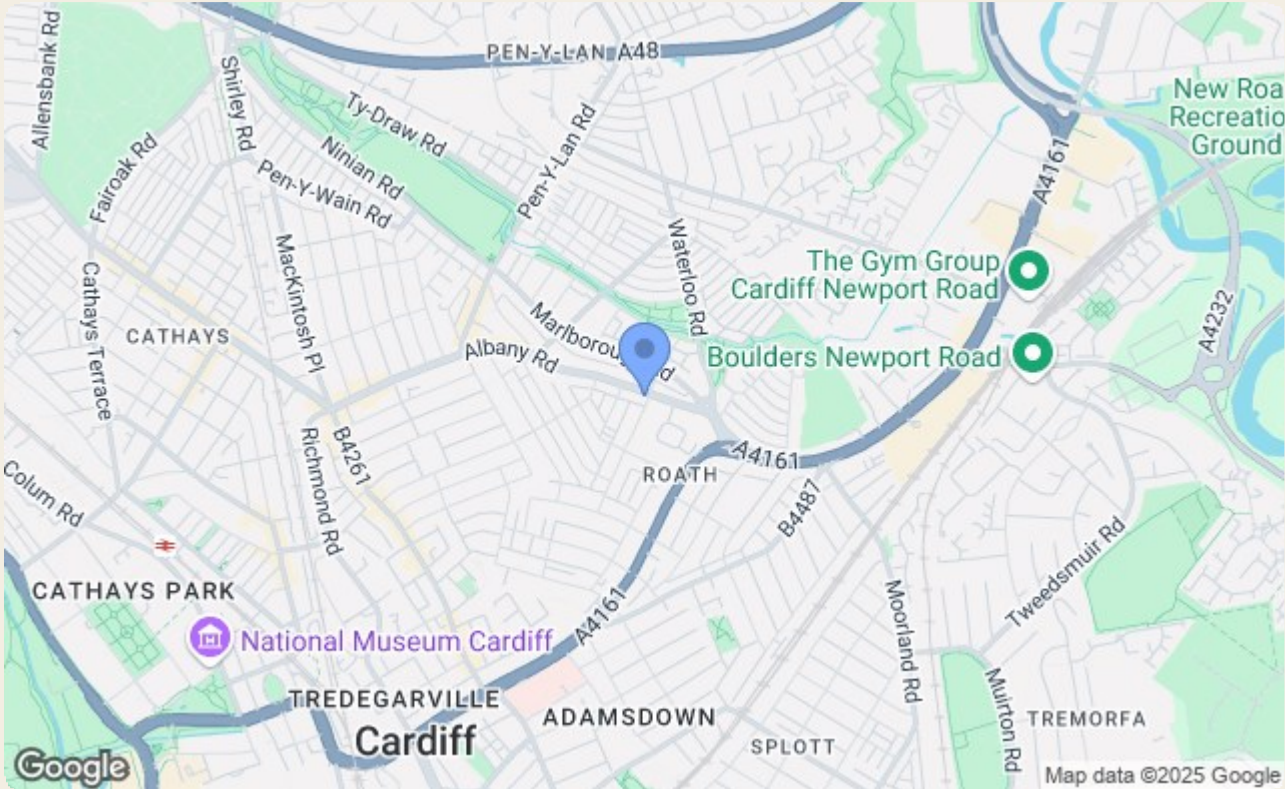 Allensbank Rd
Shirley Rd
PEN-Y-LAN
A48
New Roa
Recreatio
Ground
Ty-Draw Rd
Ninian Rd
Pen-Y-Lan Rd
A4161
Fairoak Rd
Pen-Y-Wain Rd
Waterloo Rd
MacKintosh Pl
Cathays Terrace
The Gym Group
Cardiff Newport Road
A4232
CATHAYS
Marlborough Rd
Albany Rd
Boulders Newport Road
B4261
Richmond Rd
A4161
ROATH
B4487
Colum Rd
Tweedsmuir Rd
CATHAYS PARK
A4161
Moorland Rd
National Museum Cardiff
Muirton Rd
TREDEGARVILLE
Cardiff
ADAMSDOWN
TREMORFA
SPLOTT
Google
Map data ©2025 Google